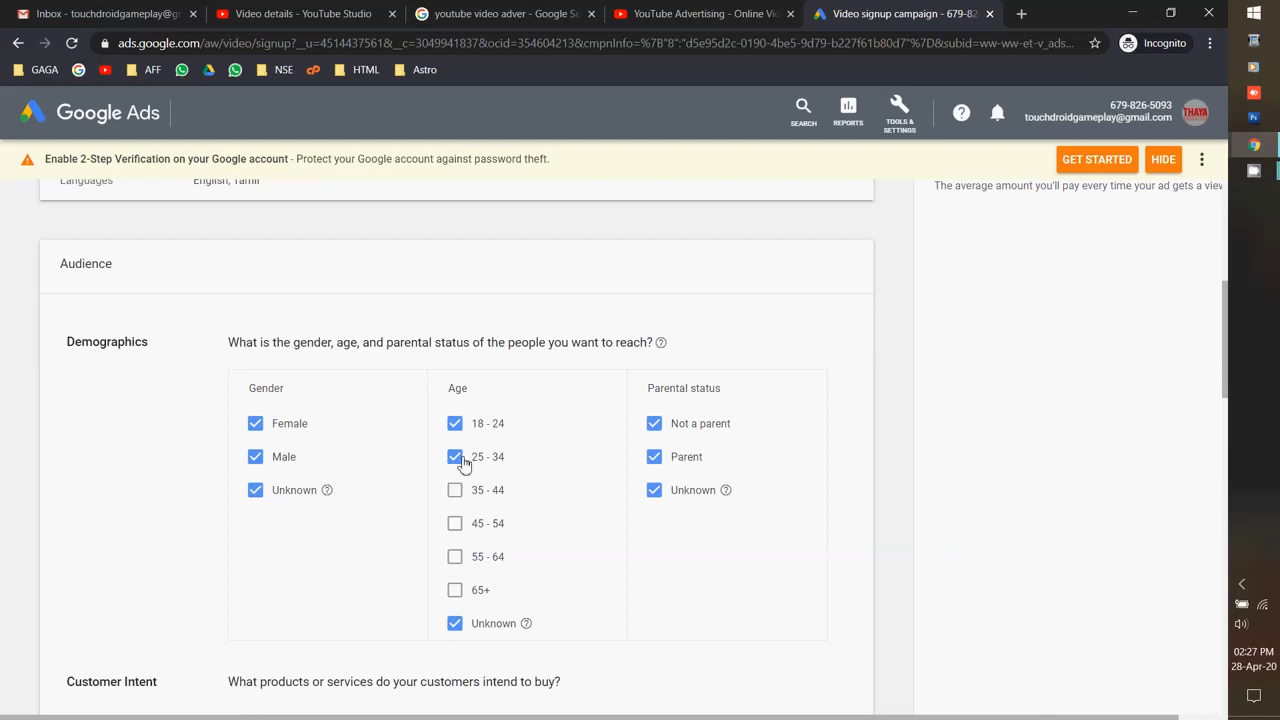 Inbox - touchdroidgameplay@g
Video details - YouTube Studio
youtube video adver - Google Se
YouTube Advertising - Online Vid
Video signup campaign - 679-82
ads.google.com/aw/video/signup?__u=4514437561&__c=3049941837&ocid=354604213&cmpnInfo=%7B"8":"d5e95d2c-0190-4be5-9d79-b227f61b80d7"%7D&subid=ww-ww-et-v_ads...
Incognito
GAGA
AFF
NSE
HTML
Astro
Google Ads
SEARCH
REPORTS
TOOLS &
SETTINGS
679-826-5093
touchdroidgameplay@gmail.com
THAYA
Enable 2-Step Verification on your Google account - Protect your Google account against password theft.
GET STARTED
HIDE
Languages English, Tamil
The average amount you'll pay every time your ad gets a view
Audience
Demographics
What is the gender, age, and parental status of the people you want to reach?
Gender
Female
Male
Unknown
Age
18 - 24
25 - 34
35 - 44
45 - 54
55 - 64
65+
Unknown
Parental status
Not a parent
Parent
Unknown
Customer Intent
What products or services do your customers intend to buy?
Ps
02:27 PM
28-Apr-20